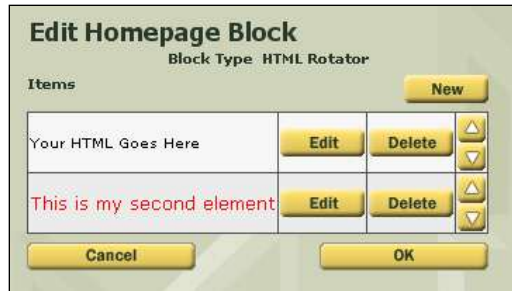 Edit Homepage Block
Block Type HTML Rotator
Items New
Your HTML Goes Here Edit Delete
This is my second element Edit Delete
Cancel OK